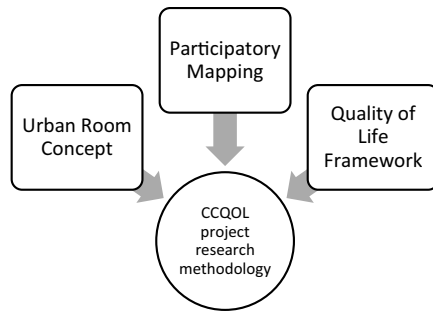 Participatory
Mapping
Urban Room
Concept
Quality of
Life
Framework
CCQOL
project
research
methodology